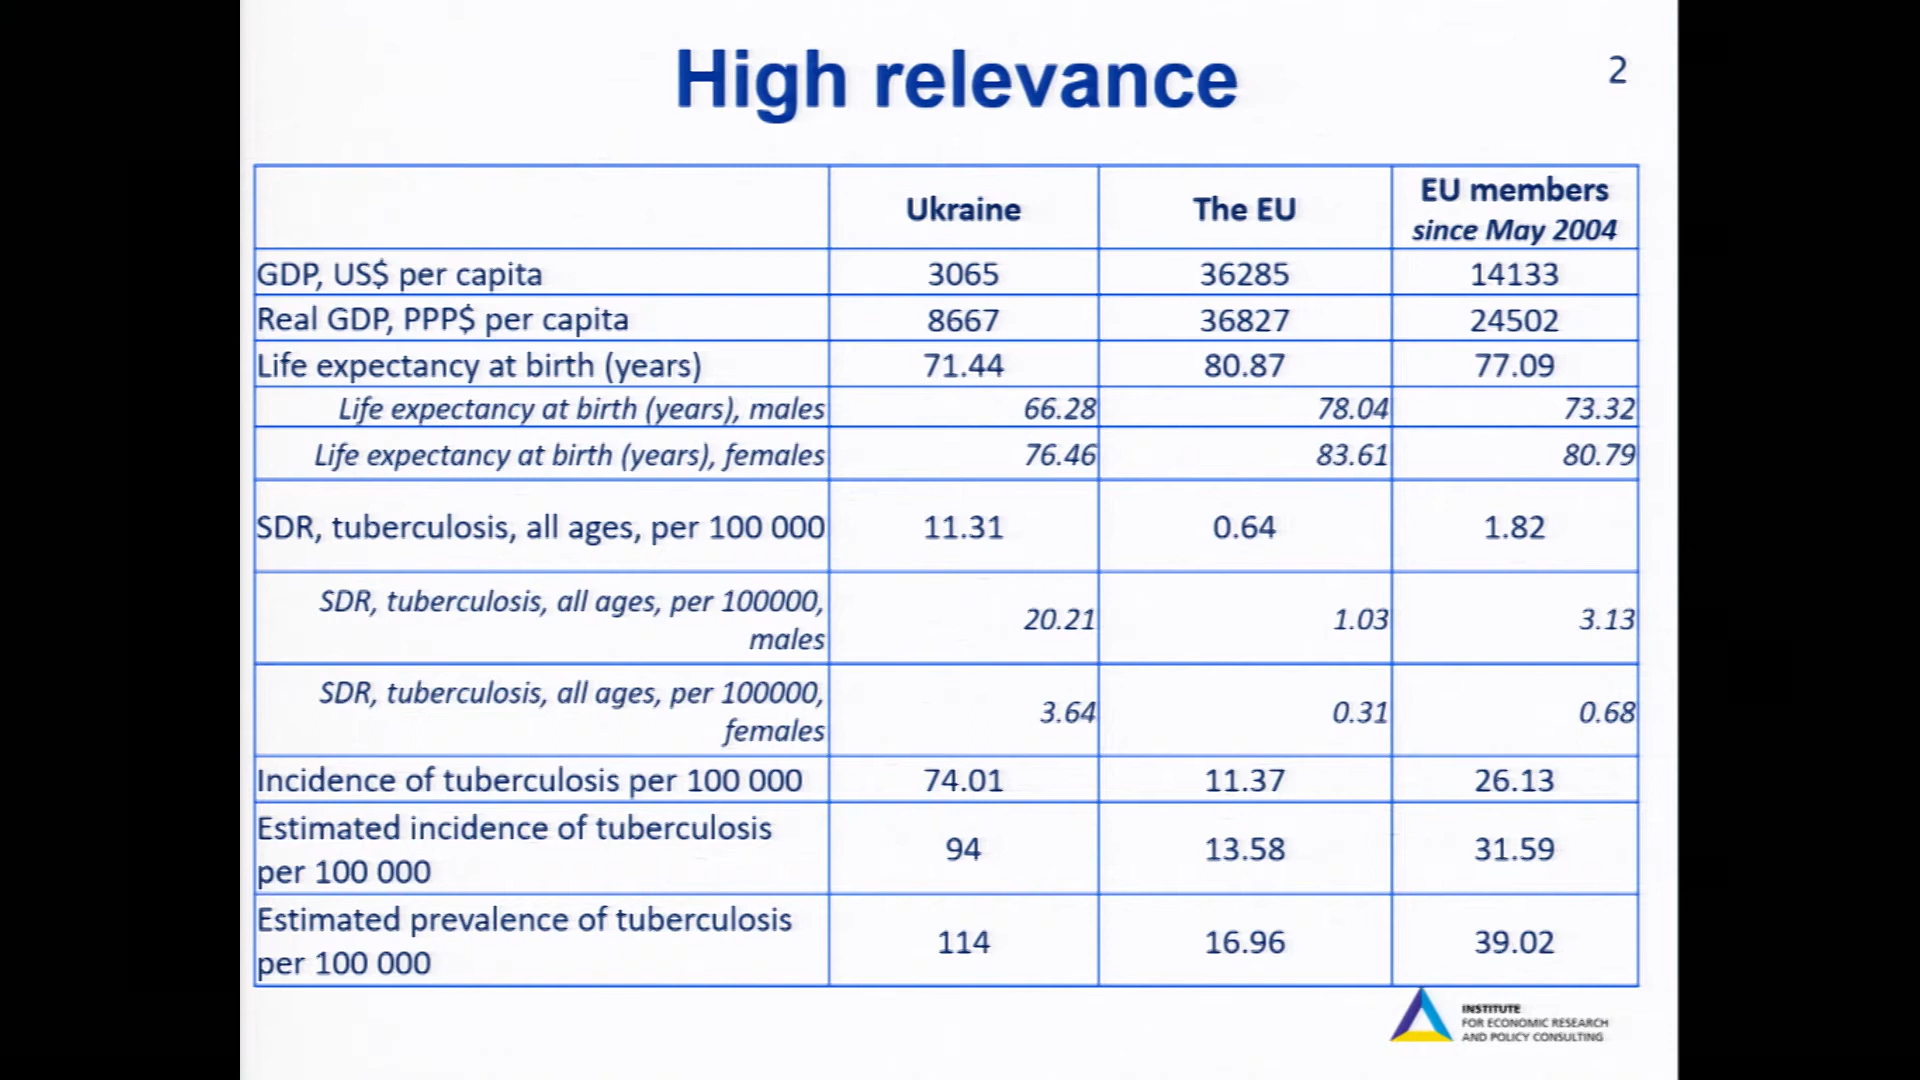 High relevance
2
Ukraine
The EU
EU members
since May 2004
GDP, US$ per capita 3065 36285 14133
Real GDP, PPP$ per capita 8667 36827 24502
Life expectancy at birth (years) 71.44 80.87 77.09
Life expectancy at birth (years), males 66.28 78.04 73.32
Life expectancy at birth (years), females 76.46 83.61 80.79
SDR, tuberculosis, all ages, per 100 000 11.31 0.64 1.82
SDR, tuberculosis, all ages, per 100000,
males
20.21 1.03 3.13
SDR, tuberculosis, all ages, per 100000,
females
3.64 0.31 0.68
Incidence of tuberculosis per 100 000 74.01 11.37 26.13
Estimated incidence of tuberculosis
per 100 000
94 13.58 31.59
Estimated prevalence of tuberculosis
per 100 000
114 16.96 39.02
INSTITUTE
FOR ECONOMIC RESEARCH
AND POLICY CONSULTING